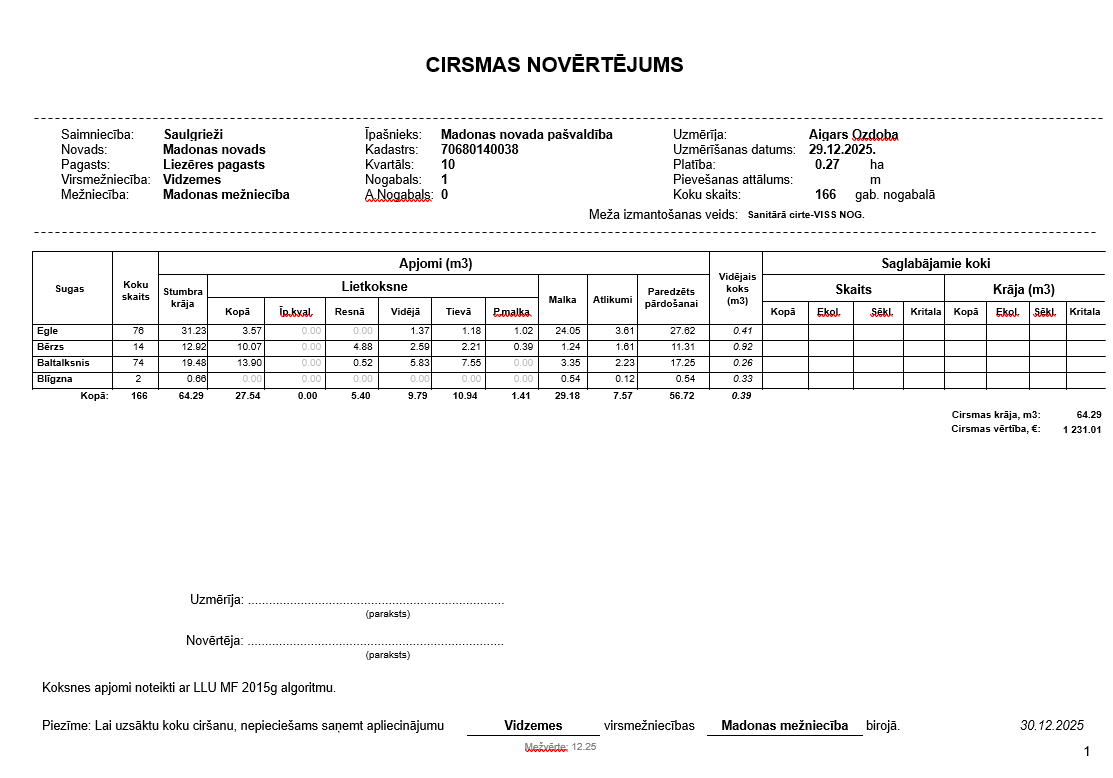 CIRSMAS NOVĒRTĒJUMS
Saimniecība: Saulgrieži Īpašnieks: Madonas novada pašvaldība Uzmērīja: Aigars Ozdoba
Novads: Madonas novads Kadastrs: 70680140038 Uzmērīšanas datums: 29.12.2025.
Pagasts: Liezēres pagasts Kvartāls: 10 Platība: 0.27 ha
Virsmežniecība: Vidzemes Nogabals: 1 Pievešanas attālums: m
Mežniecība: Madonas mežniecība A.Nogabals: 0 Koku skaits: 166 gab. nogabalā
Meža izmantošanas veids: Sanitārā cirte-VISS NOG.
Sugas Koku skaits Apjomi (m3) Vidējais koks (m3) Saglabājamie koki
Stumbra krāja Lietkoksne Malka Atlikumi Paredzēts pārdošanai Skaits Krāja (m3)
Kopā Īp.kval. Resnā Vidējā Tievā P.malka Kopā Ekol. Sēkl. Kritala Kopā Ekol. Sēkl. Kritala
Egle 76 31.23 3.57 0.00 0.00 1.37 1.18 1.02 24.05 3.61 27.62 0.41
Bērzs 14 12.92 10.07 0.00 4.88 2.59 2.21 0.39 1.24 1.61 11.31 0.92
Baltalksnis 74 19.48 13.90 0.00 0.52 5.83 7.55 0.00 3.35 2.23 17.25 0.26
Blīgzna 2 0.66 0.00 0.00 0.00 0.00 0.00 0.00 0.54 0.12 0.54 0.33
Kopā: 166 64.29 27.54 0.00 5.40 9.79 10.94 1.41 29.18 7.57 56.72 0.39
Cirsmas krāja, m3: 64.29
Cirsmas vērtība, €: 1 231.01
Uzmērīja: ............................................................................
(paraksts)
Novērtēja: ............................................................................
(paraksts)
Koksnes apjomi noteikti ar LLU MF 2015g algoritmu.
Piezīme: Lai uzsāktu koku ciršanu, nepieciešams saņemt apliecinājumu Vidzemes virsmežniecības Madonas mežniecība birojā. 30.12.2025
Mežvērte: 12.25
1